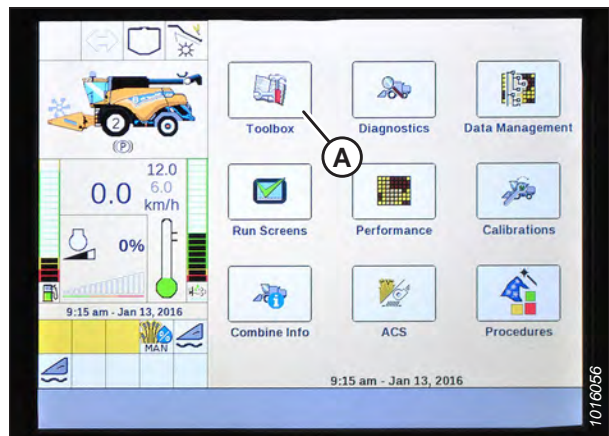 2
(P)
12.0
6.0
0.0
km/h
0%
9:15 am - Jan 13, 2016
MAN
Toolbox
Diagnostics
Data Management
A
Run Screens
Performance
Calibrations
Combine Info
ACS
Procedures
9:15 am - Jan 13, 2016
1016056